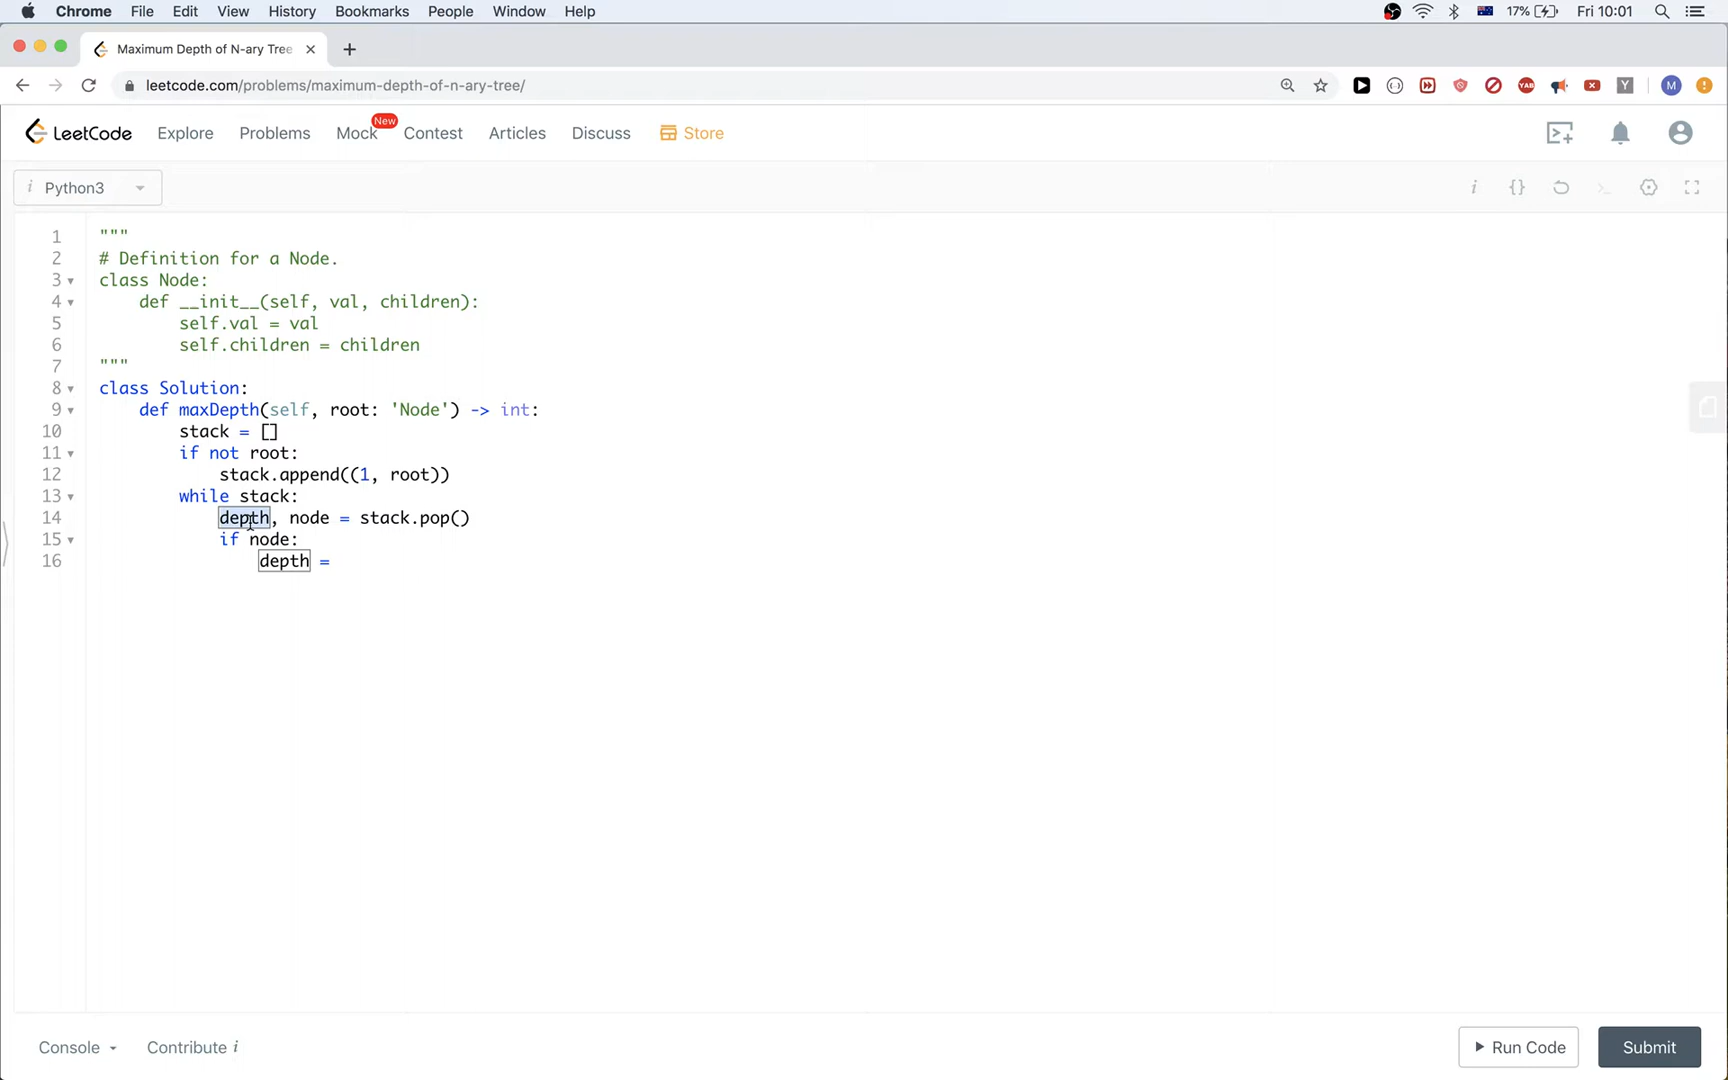 Chrome File Edit View History Bookmarks People Window Help 17% Fri 10:01
Maximum Depth of N-ary Tree
leetcode.com/problems/maximum-depth-of-n-ary-tree/ YAB Y M
LeetCode Explore Problems Mock New Contest Articles Discuss Store
i Python3 i {}
1 """
2 # Definition for a Node.
3 class Node:
4     def __init__(self, val, children):
5         self.val = val
6         self.children = children
7 """
8 class Solution:
9     def maxDepth(self, root: 'Node') -> int:
10         stack = []
11         if not root:
12             stack.append((1, root))
13         while stack:
14             depth, node = stack.pop()
15             if node:
16                 depth =
Console Contribute i Run Code Submit